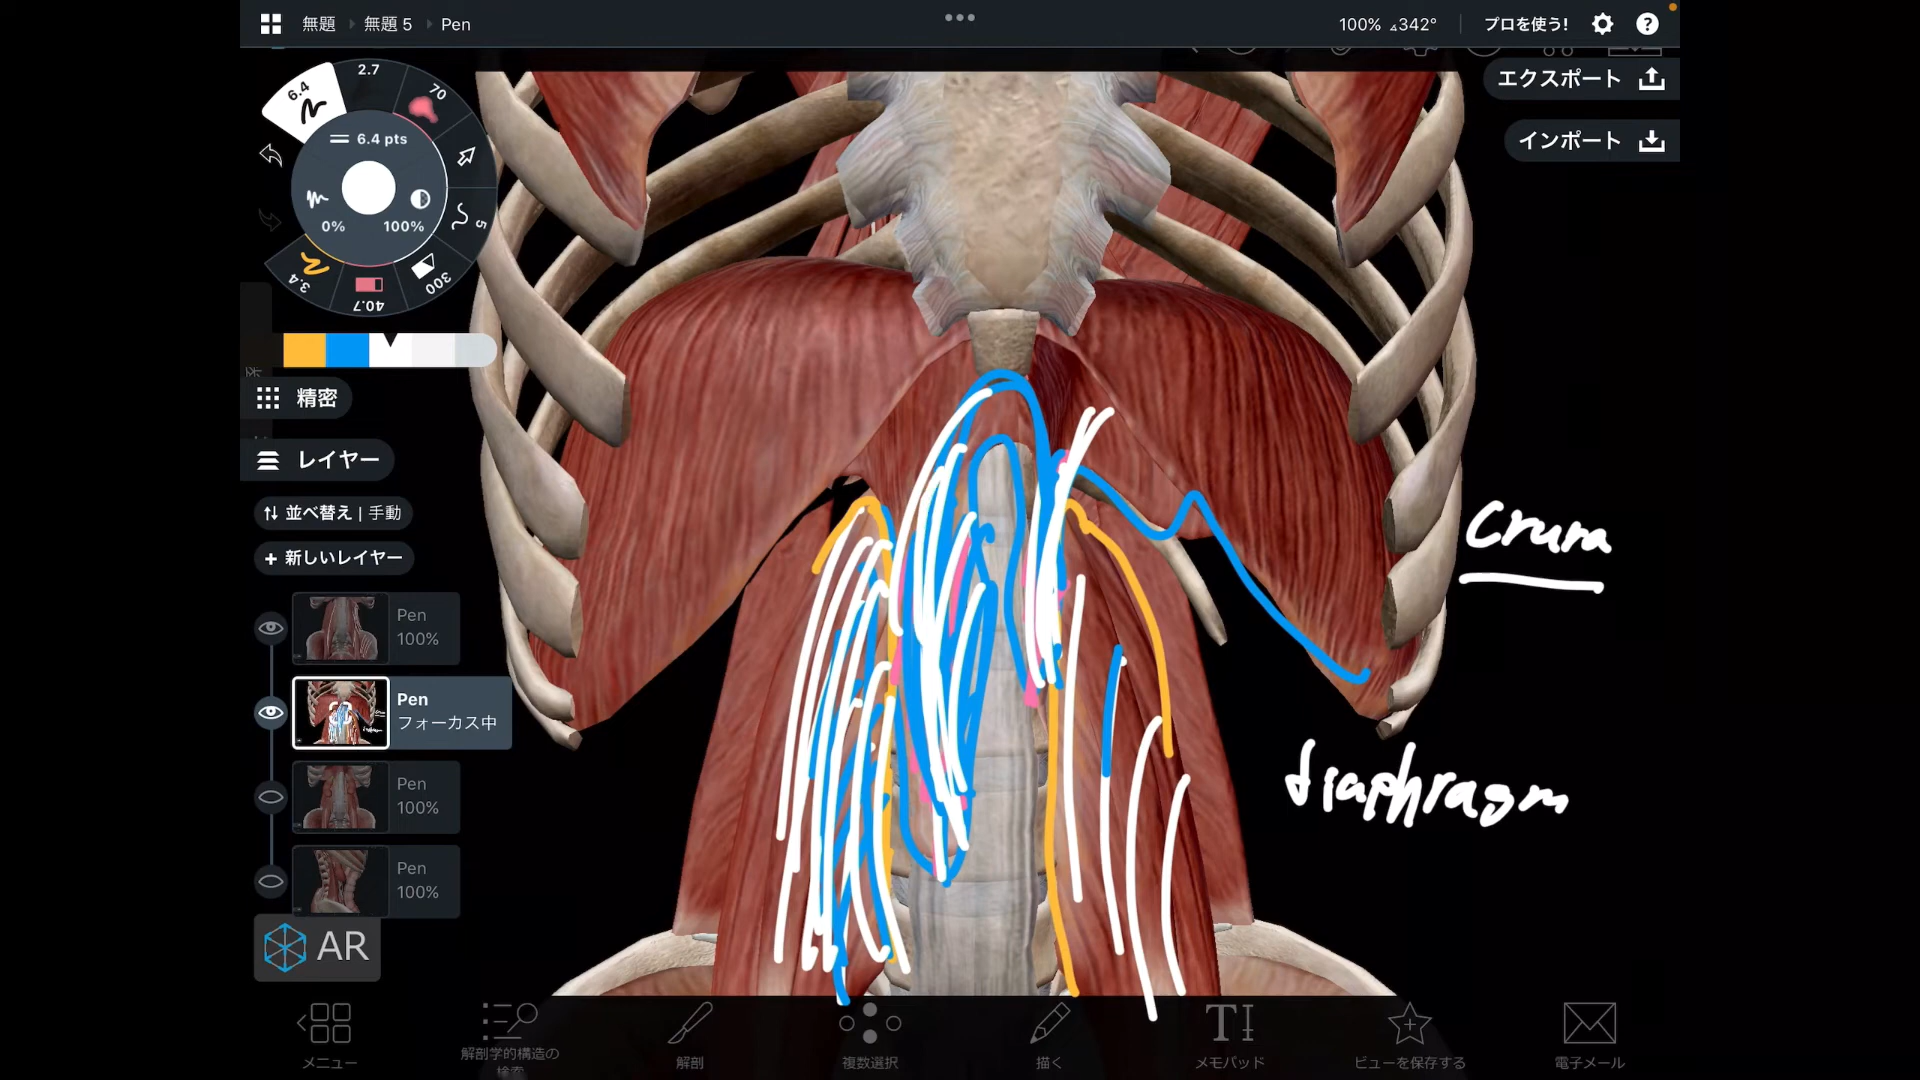 無題 無題 5 Pen
100% ⊿342° プロを使う!
エクスポート
インポート
6.4
2.7
70
6.4 pts
0% 100%
5
300
40.7
3.4
精密
レイヤー
並べ替え | 手動
+ 新しいレイヤー
Pen
100%
Pen
フォーカス中
Pen
100%
Pen
100%
AR
crura
diaphragm
メニュー
解剖学的構造の
検索
解剖
複数選択
描く
メモパッド
ビューを保存する
電子メール